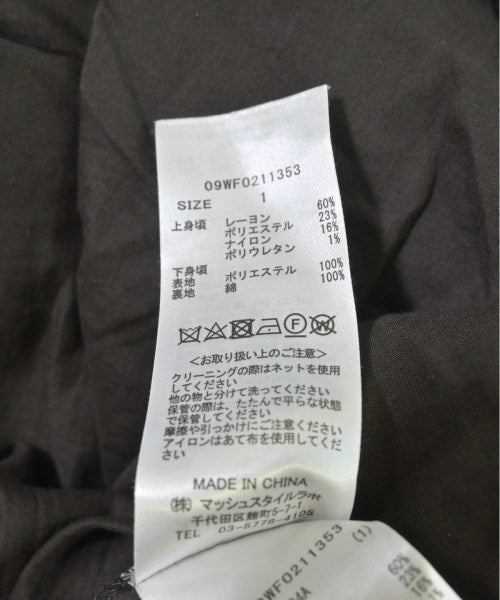 09WF0211353
SIZE 1
上身頃 レーヨン 60%
ポリエステル 23%
ナイロン 16%
ポリウレタン 1%
下身頃
表地 ポリエステル 100%
裏地 綿 100%
<お取り扱い上のご注意>
クリーニングの際はネットを使用
してください
他の物と分けて洗ってください
保管の際は、たたんで平らな状態
で保管してください
摩擦や引っかけにご注意ください
アイロンはあて布を使用してくだ
さい
MADE IN CHINA
(株) マッシュスタイルラボ
千代田区麹町5-7-1
TEL 03-5778-4105
09WF0211353 (1)
60%
23%
16%